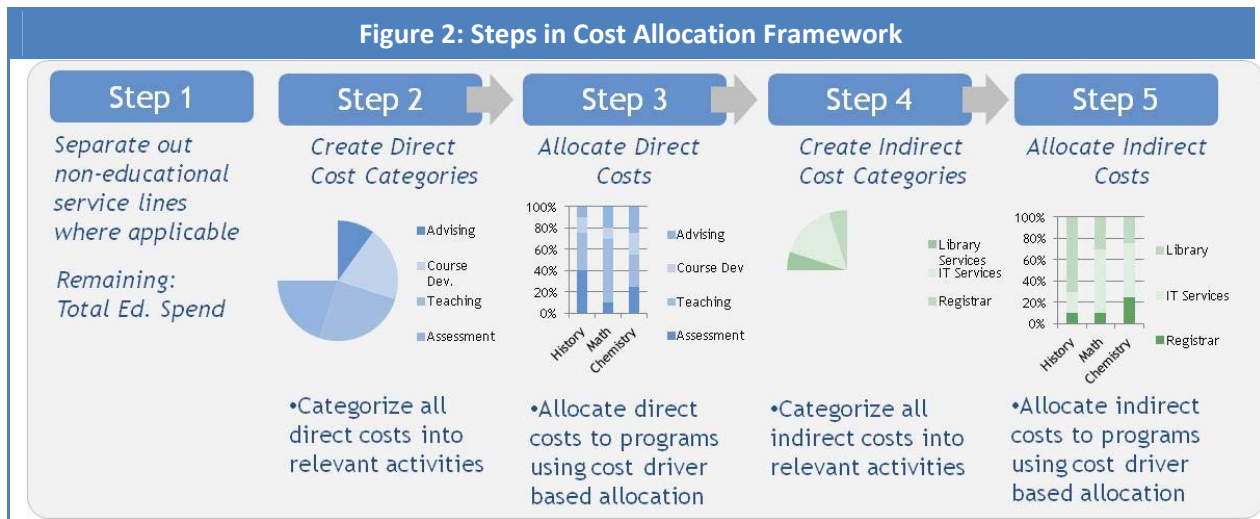 Figure 2: Steps in Cost Allocation Framework
Step 1
Separate out
non-educational
service lines
where applicable
Remaining:
Total Ed. Spend
Step 2
Create Direct
Cost Categories
Advising
Course
Dev.
Teaching
Assessment
•Categorize all
direct costs into
relevant activities
Step 3
Allocate Direct
Costs
100%
80%
60%
40%
20%
0%
History
Math
Chemistry
Advising
Course Dev
Teaching
Assessment
•Allocate direct
costs to programs
using cost driver
based allocation
Step 4
Create Indirect
Cost Categories
Library
Services
IT Services
Registrar
•Categorize all
indirect costs into
relevant activities
Step 5
Allocate Indirect
Costs
100%
80%
60%
40%
20%
0%
History
Math
Chemistry
Library
IT Services
Registrar
•Allocate indirect
costs to programs
using cost driver
based allocation